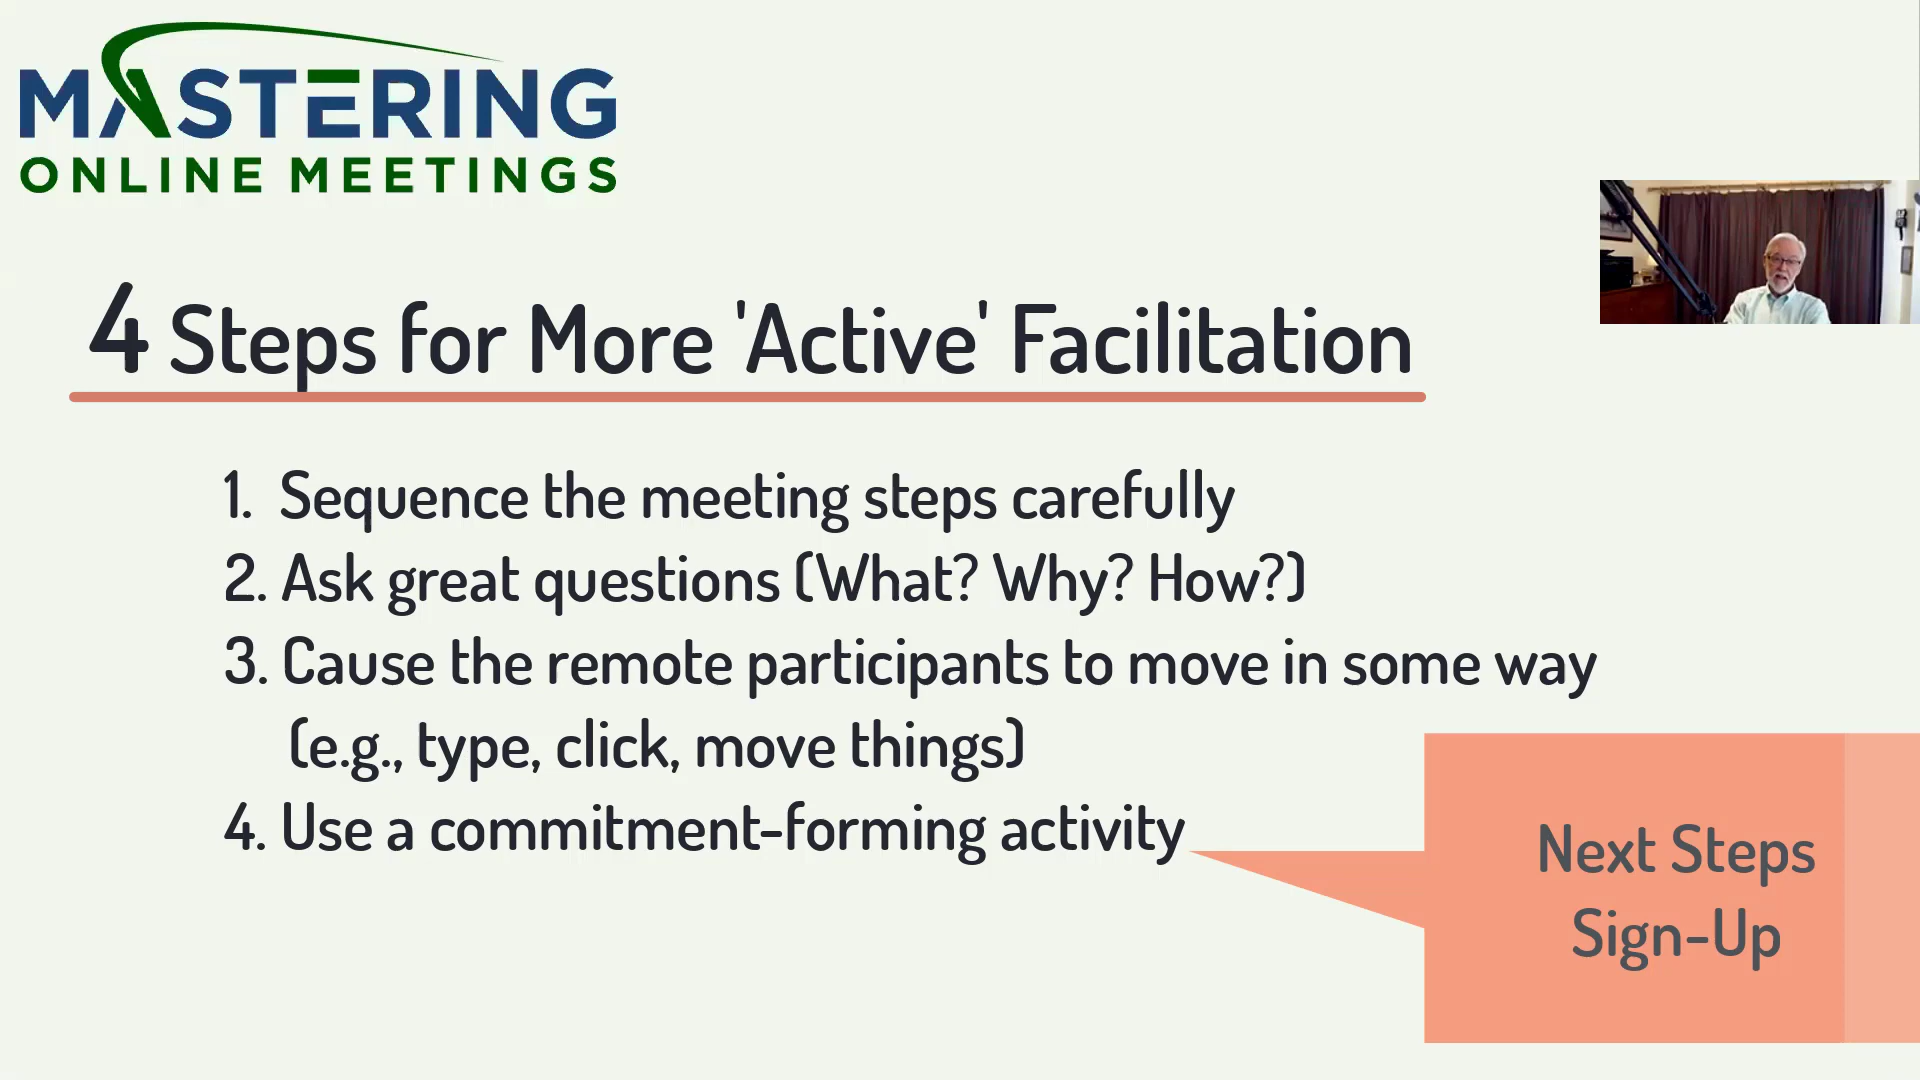 MASTERING
ONLINE MEETINGS
4 Steps for More 'Active' Facilitation
1. Sequence the meeting steps carefully
2. Ask great questions (What? Why? How?)
3. Cause the remote participants to move in some way
(e.g., type, click, move things)
4. Use a commitment-forming activity
Next Steps
Sign-Up